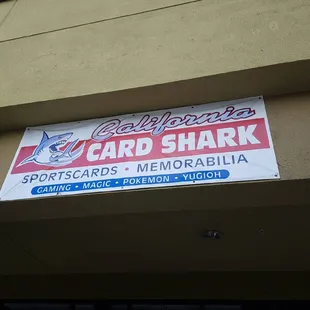 California
CARD SHARK
SPORTSCARDS • MEMORABILIA
GAMING • MAGIC • POKEMON • YUGIOH